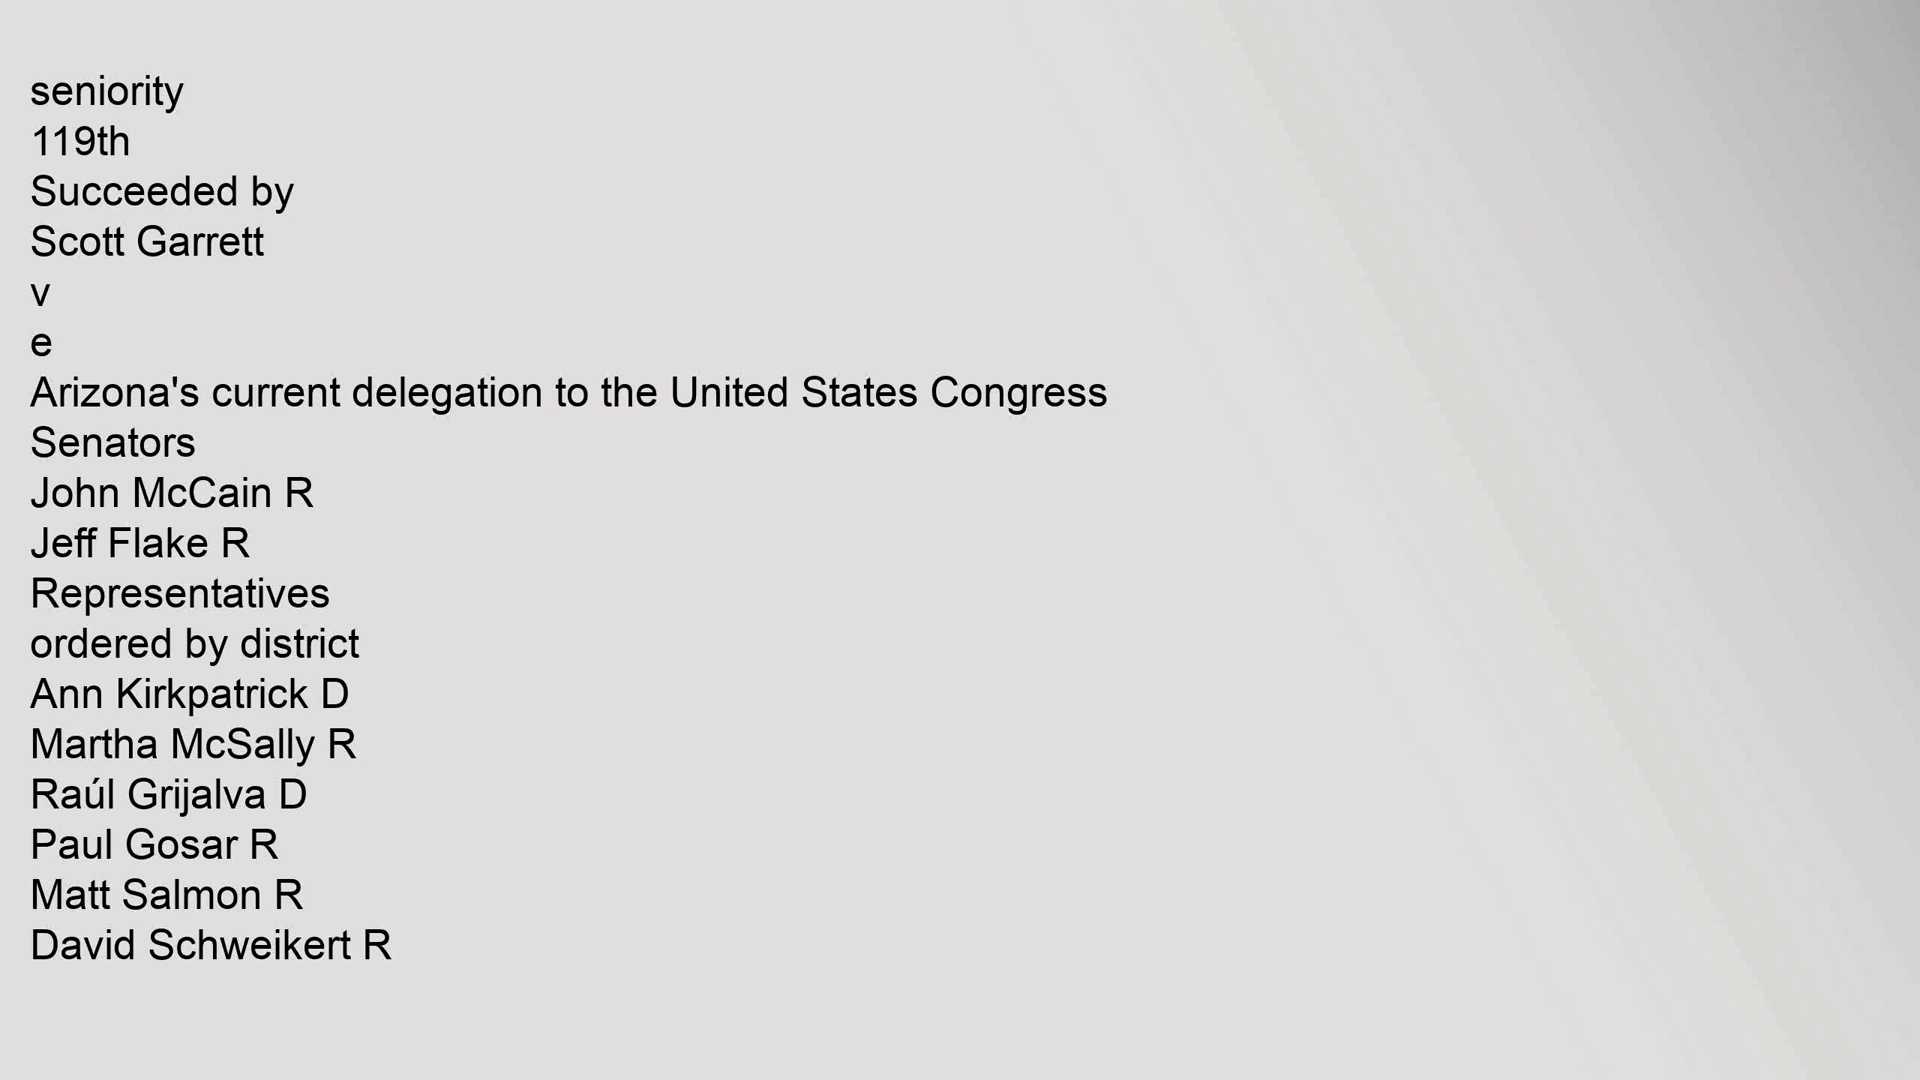 seniority
119th
Succeeded by
Scott Garrett
v
e
Arizona's current delegation to the United States Congress
Senators
John McCain R
Jeff Flake R
Representatives
ordered by district
Ann Kirkpatrick D
Martha McSally R
Raúl Grijalva D
Paul Gosar R
Matt Salmon R
David Schweikert R